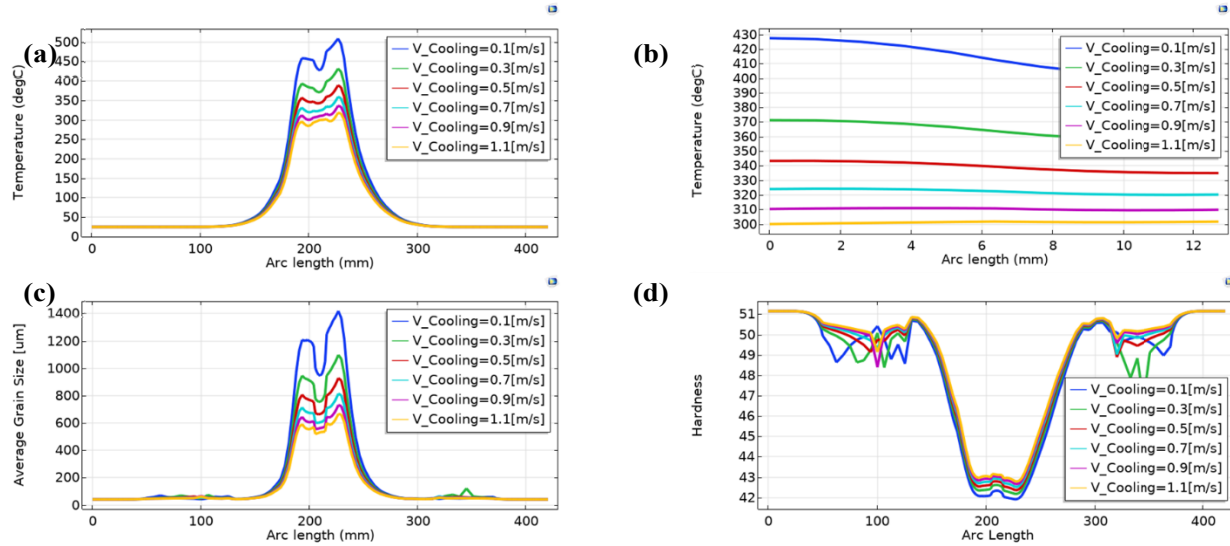 (a)
Temperature (degC)
500
450
400
350
300
250
200
150
100
50
0
0 100 200 300 400
Arc length (mm)
V_Cooling=0.1[m/s]
V_Cooling=0.3[m/s]
V_Cooling=0.5[m/s]
V_Cooling=0.7[m/s]
V_Cooling=0.9[m/s]
V_Cooling=1.1[m/s]
(b)
Temperature (degC)
430
420
410
400
390
380
370
360
350
340
330
320
310
300
0 2 4 6 8 10 12
Arc length (mm)
V_Cooling=0.1[m/s]
V_Cooling=0.3[m/s]
V_Cooling=0.5[m/s]
V_Cooling=0.7[m/s]
V_Cooling=0.9[m/s]
V_Cooling=1.1[m/s]
(c)
Average Grain Size [um]
1400
1200
1000
800
600
400
200
0
0 100 200 300 400
Arc length (mm)
V_Cooling=0.1[m/s]
V_Cooling=0.3[m/s]
V_Cooling=0.5[m/s]
V_Cooling=0.7[m/s]
V_Cooling=0.9[m/s]
V_Cooling=1.1[m/s]
(d)
Hardness
51
50
49
48
47
46
45
44
43
42
0 100 200 300 400
Arc Length
V_Cooling=0.1[m/s]
V_Cooling=0.3[m/s]
V_Cooling=0.5[m/s]
V_Cooling=0.7[m/s]
V_Cooling=0.9[m/s]
V_Cooling=1.1[m/s]